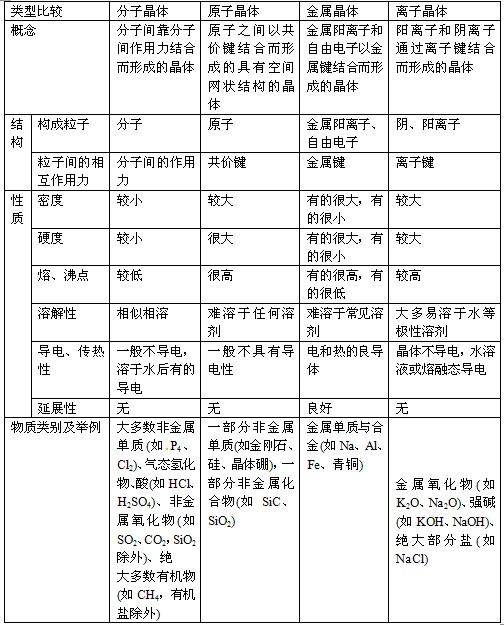 类型比较 分子晶体 原子晶体 金属晶体 离子晶体
概念
分子间靠分子
间作用力结合
而形成的晶体
原子之间以共
价键结合而形
成的具有空间
网状结构的晶
体
金属阳离子和
自由电子以金
属键结合而形
成的晶体
阳离子和阴离子
通过离子键结合
而形成的晶体
结
构
构成粒子
分子
原子
金属阳离子、
自由电子
阴、阳离子
粒子间的相
互作用力
分子间的作用
力
共价键
金属键
离子键
性
质
密度
较小
较大
有的很大，有
的很小
较大
硬度
较小
很大
有的很大，有
的很小
较大
熔、沸点
较低
很高
有的很高，有
的很低
较高
溶解性
相似相溶
难溶于任何溶
剂
难溶于常见溶
剂
大多易溶于水等
极性溶剂
导电、传热
性
一般不导电，
溶于水后有的
导电
一般不具有导
电性
电和热的良导
体
晶体不导电，水溶
液或熔融态导电
延展性
无
无
良好
无
物质类别及举例
大多数非金属
单质(如 P₄、
Cl₂)、气态氢化
物、酸(如 HCl、
H₂SO₄)、非金
属氧化物(如
SO₂、CO₂，SiO₂
除外)、绝
大多数有机物
(如 CH₄，有机
盐除外)
一部分非金属
单质(如金刚石、
硅、晶体硼)，一
部分非金属化
合物(如 SiC、
SiO₂)
金属单质与合
金(如 Na、Al、
Fe、青铜)
金属氧化物(如
K₂O、Na₂O)、强碱
(如 KOH、NaOH)、
绝大部分盐(如
NaCl)